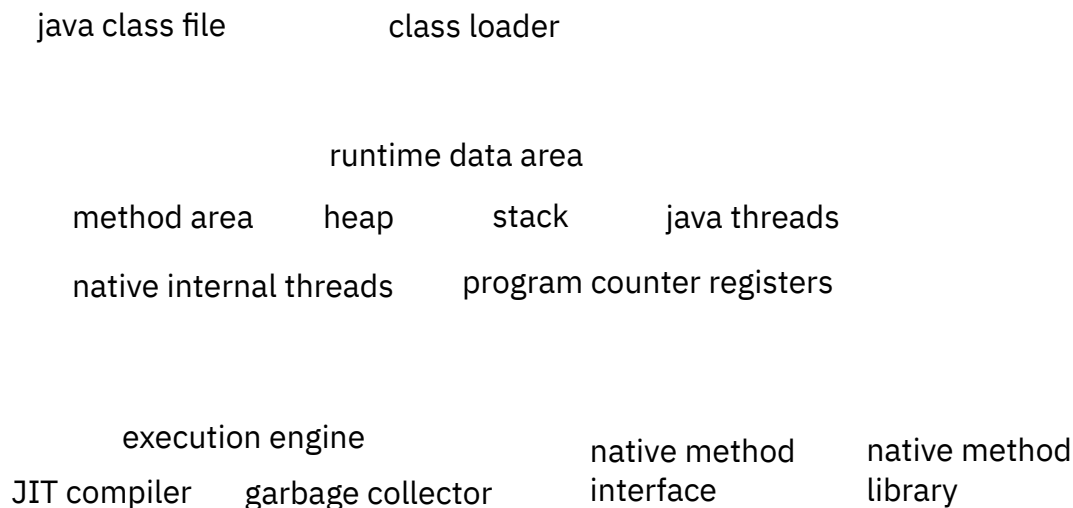 java class file
class loader
runtime data area
method area
heap
stack
java threads
native internal threads
program counter registers
execution engine
JIT compiler
garbage collector
native method
interface
native method
library